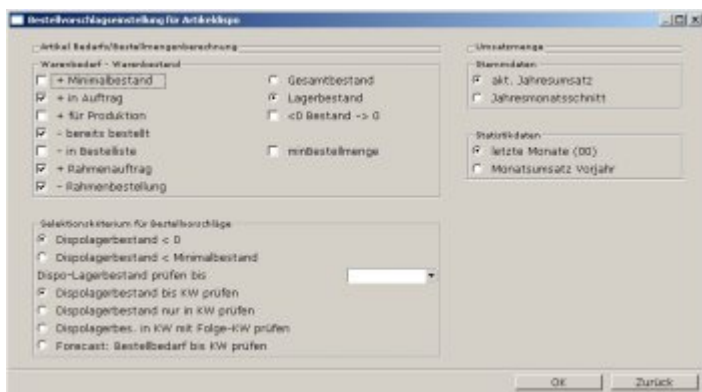 Bestellvorschlagseinstellung für Artikeldispo
Artikel Bedarfs/Bestellmengenberechnung
Warenbedarf - Warenbestand
+ Minimalbestand
+ in Auftrag
+ für Produktion
- bereits bestellt
- in Bestelliste
+ Rahmenauftrag
- Rahmenbestellung
Gesamtbestand
Lagerbestand
<0 Bestand -> 0
minBestellmenge
Umsatzmenge
Stammdaten
akt. Jahresumsatz
Jahresmonatsschnitt
Statistikdaten
letzte Monate (00)
Monatsumsatz Vorjahr
Selektionskriterium für Bestellvorschläge
Dispolagerbestand < 0
Dispolagerbestand < Minimalbestand
Dispo-Lagerbestand prüfen bis
Dispolagerbestand bis KW prüfen
Dispolagerbestand nur in KW prüfen
Dispolagerbes. in KW mit Folge-KW prüfen
Forecast: Bestellbedarf bis KW prüfen
OK
Zurück